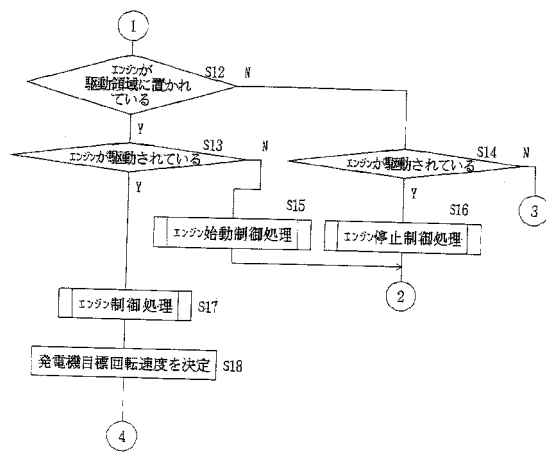 1
エンジンが
駆動領域に置かれ
ている
S12
N
Y
エンジンが駆動されている
S13
N
Y
エンジンが駆動されている
S14
N
Y
3
エンジン始動制御処理
S15
エンジン停止制御処理
S16
2
エンジン制御処理
S17
発電機目標回転速度を決定
S18
4